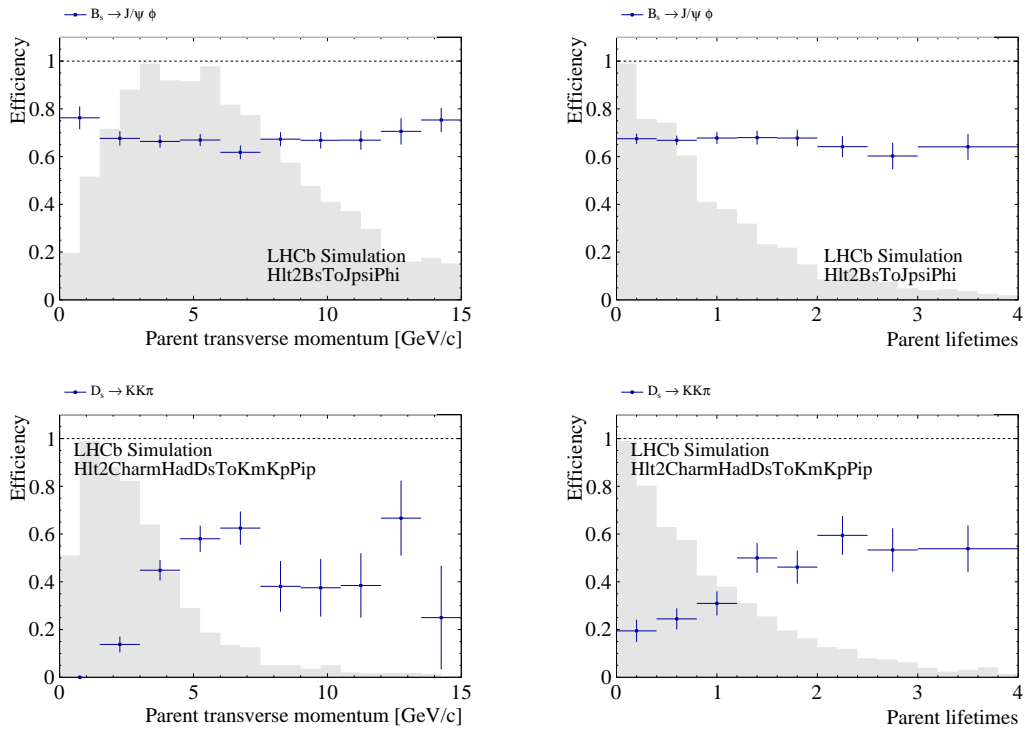 B_s → J/ψ ϕ
Efficiency
1
0.8
0.6
0.4
0.2
0
LHCb Simulation
Hlt2BsToJpsiPhi
0 5 10 15
Parent transverse momentum [GeV/c]
B_s → J/ψ ϕ
Efficiency
1
0.8
0.6
0.4
0.2
0
LHCb Simulation
Hlt2BsToJpsiPhi
0 1 2 3 4
Parent lifetimes
D_s → KKπ
Efficiency
1
0.8
0.6
0.4
0.2
0
LHCb Simulation
Hlt2CharmHadDsToKmKpPip
0 5 10 15
Parent transverse momentum [GeV/c]
D_s → KKπ
Efficiency
1
0.8
0.6
0.4
0.2
0
LHCb Simulation
Hlt2CharmHadDsToKmKpPip
0 1 2 3 4
Parent lifetimes